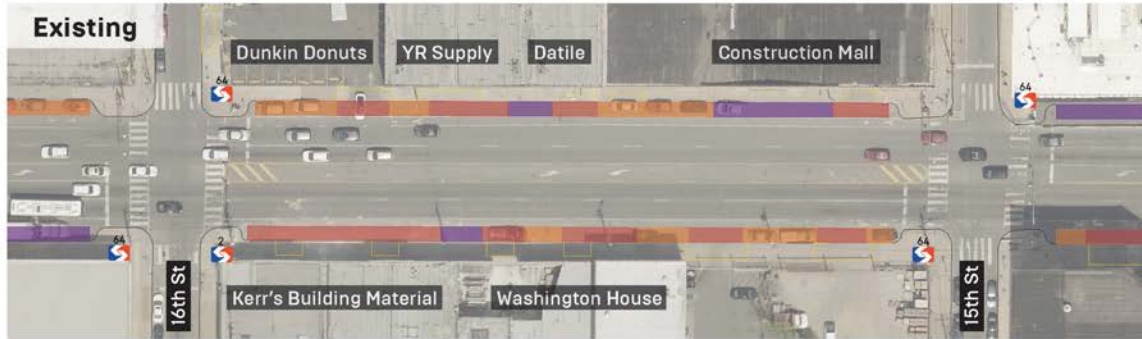 Existing
Dunkin Donuts
YR Supply
Datile
Construction Mall
64
64
64
2
64
16th St
Kerr's Building Material
Washington House
15th St